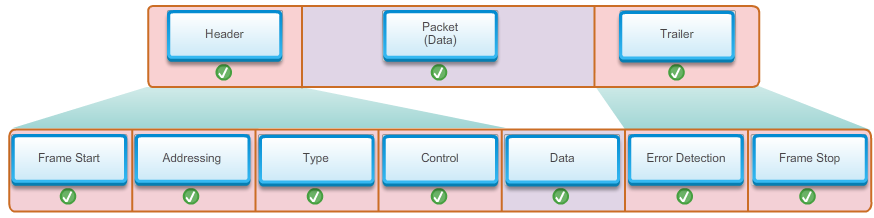 Header
Packet
(Data)
Trailer
Frame Start
Addressing
Type
Control
Data
Error Detection
Frame Stop